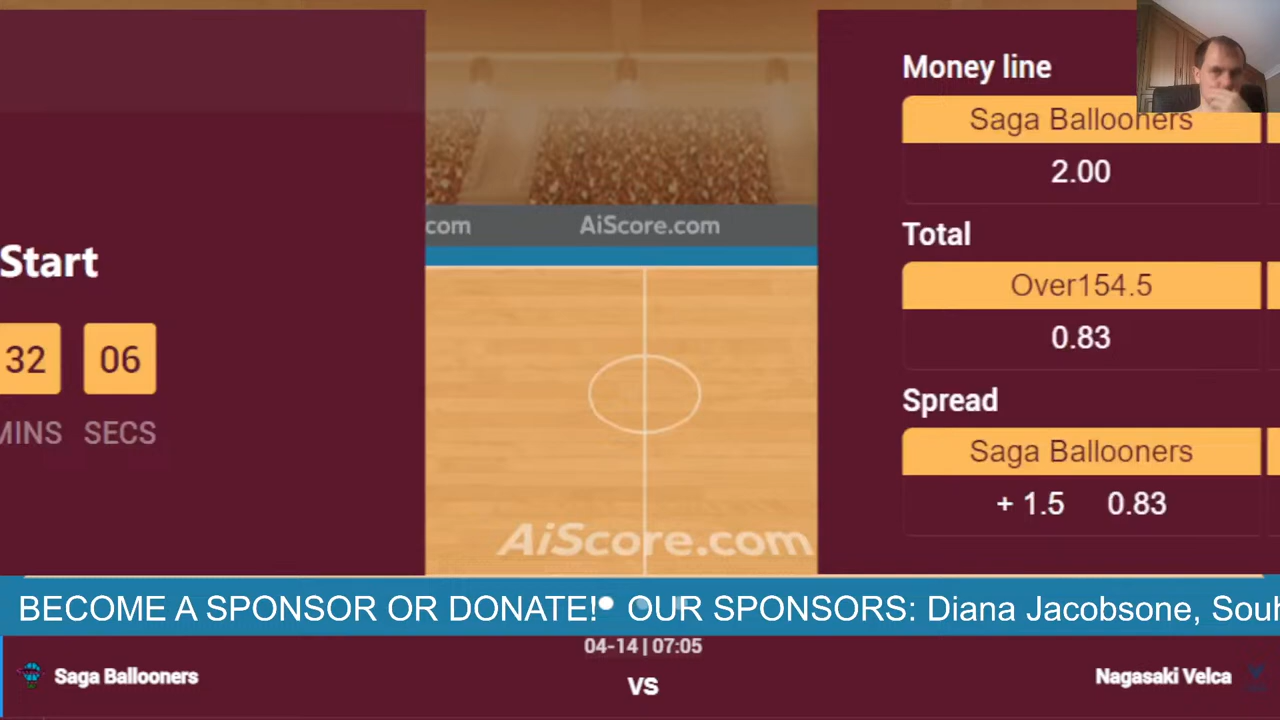 Money line
Saga Ballooners
2.00
com
AiScore.com
Total
Start
Over154.5
0.83
32
06
MINS
SECS
Spread
Saga Ballooners
+ 1.5 0.83
AiScore.com
BECOME A SPONSOR OR DONATE! OUR SPONSORS: Diana Jacobsone,
04-14 | 07:05
Saga Ballooners
VS
Nagasaki Velca